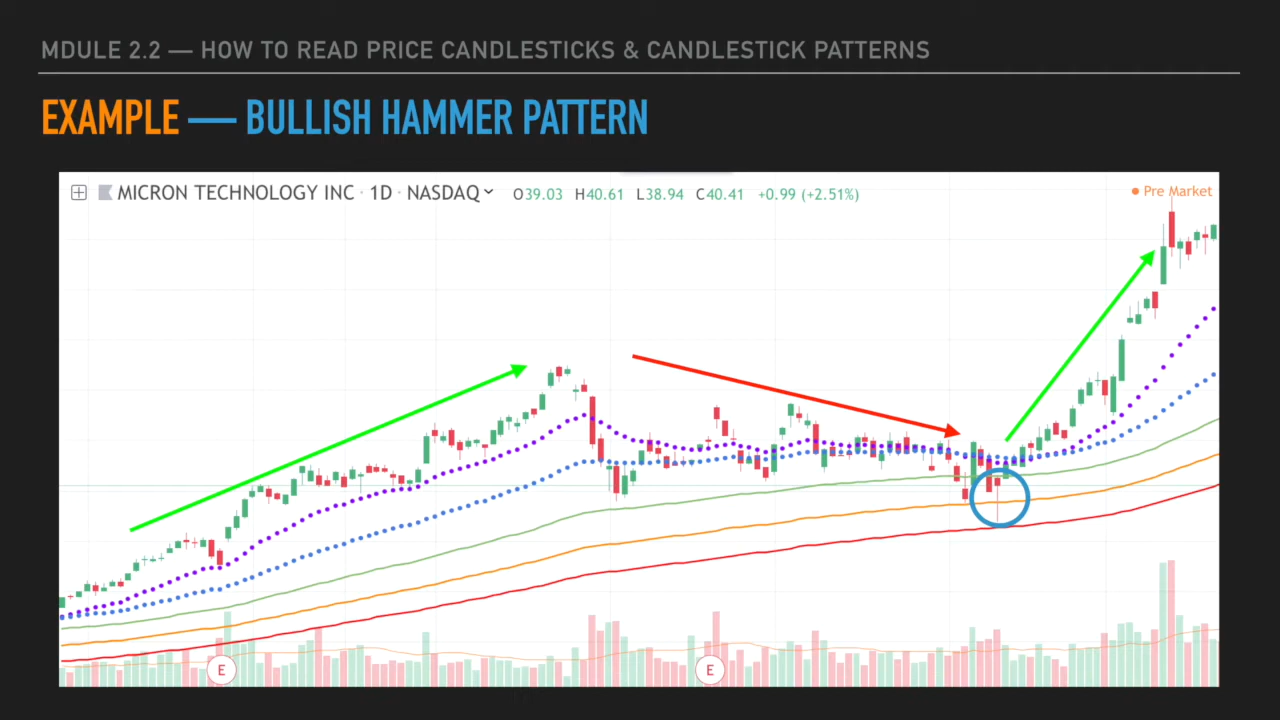 MDULE 2.2 — HOW TO READ PRICE CANDLESTICKS & CANDLESTICK PATTERNS
EXAMPLE — BULLISH HAMMER PATTERN
MICRON TECHNOLOGY INC · 1D · NASDAQ O39.03 H40.61 L38.94 C40.41 +0.99 (+2.51%) Pre Market
E E